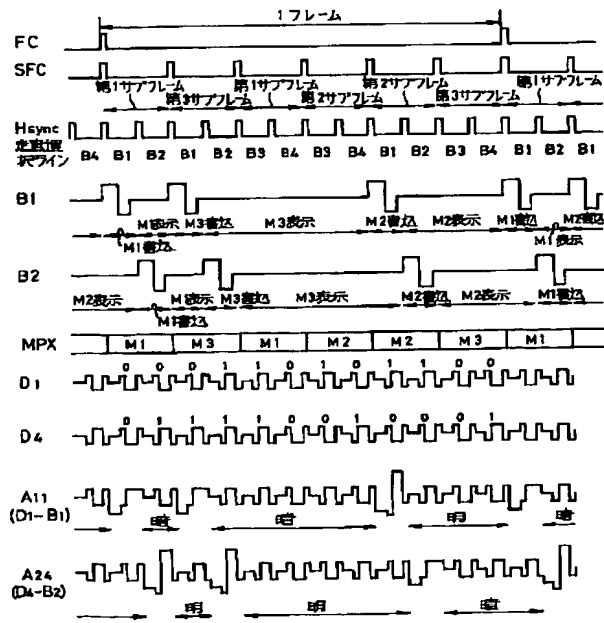 1フレーム
FC
SFC
第1サブフレーム 第1サブフレーム 第2サブフレーム 第1サブフレーム
第3サブフレーム 第2サブフレーム 第3サブフレーム
Hsync
走査選択ライン
B4 B1 B2 B1 B2 B3 B4 B3 B4 B1 B2 B3 B4 B1 B2 B1
B1
M1表示 M3書込 M3表示 M2書込 M2表示 M1書込 M2書込
M1書込 M1表示
B2
M2表示 M1表示 M3書込 M3表示 M2書込 M2表示 M1書込
M1書込
MPX M1 M3 M1 M2 M2 M3 M1
0 0 0 1 1 0 1 0 1 1 0 0
D1
0 1 1 1 1 0 0 1 0 0 0 1
D4
A11
(D1-B1)
暗 暗 明 暗
A24
(D4-B2)
明 明 暗